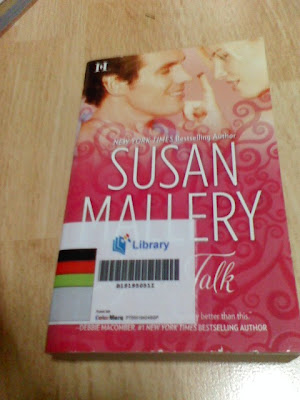 NEW YORK TIMES Bestselling Author
SUSAN
MALLERY
Library
Talk
better than this."
-DEBBIE MACOMBER, #1 NEW YORK TIMES BESTSELLING AUTHOR